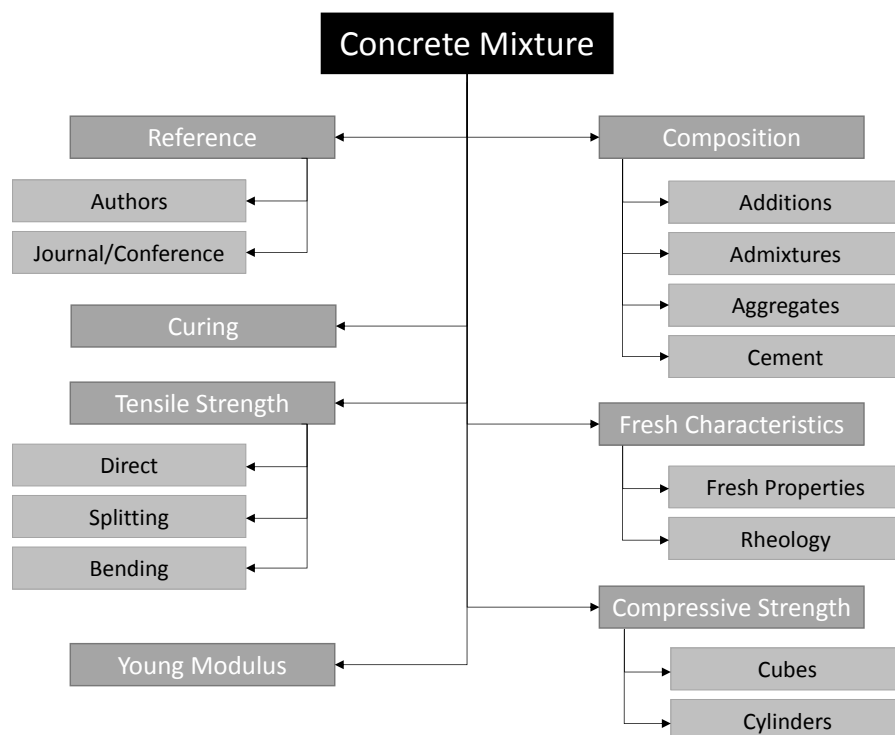 Concrete Mixture
Reference
Authors
Journal/Conference
Curing
Tensile Strength
Direct
Splitting
Bending
Young Modulus
Composition
Additions
Admixtures
Aggregates
Cement
Fresh Characteristics
Fresh Properties
Rheology
Compressive Strength
Cubes
Cylinders